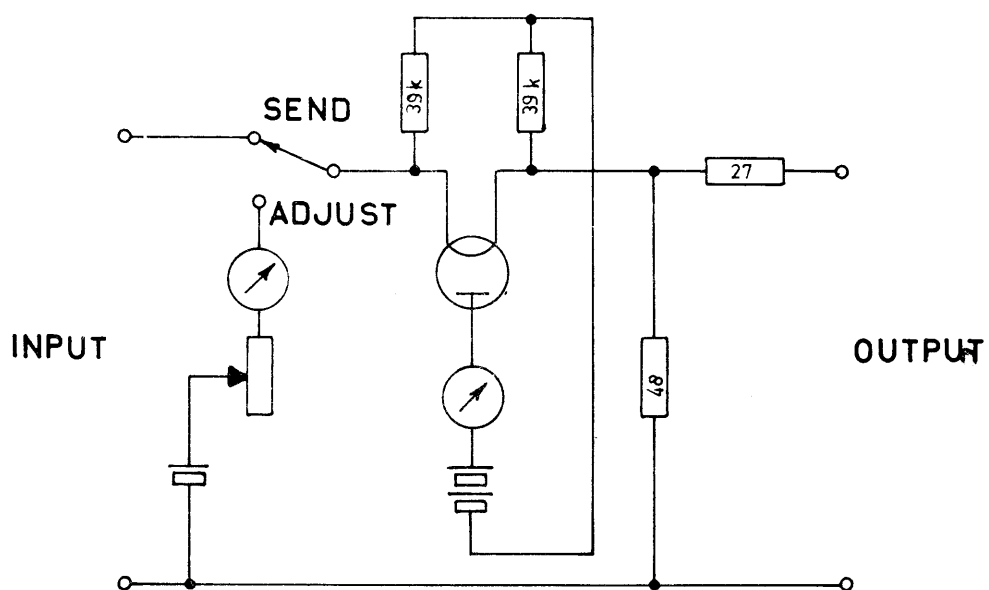 39k
39k
SEND
27
ADJUST
INPUT
OUTPUT
48